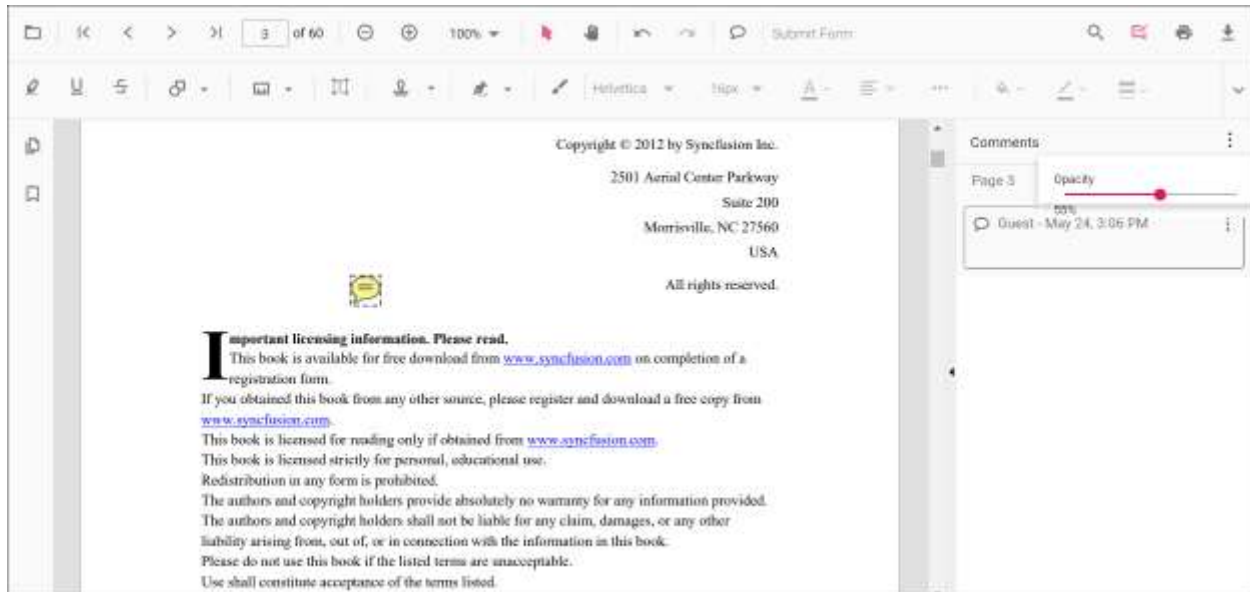 3 of 60 100% Submit Form
Helvetica 16px A
Copyright © 2012 by Syncfusion Inc.
2501 Aerial Center Parkway
Suite 200
Morrisville, NC 27560
USA
All rights reserved.
Important licensing information. Please read.
This book is available for free download from www.syncfusion.com on completion of a
registration form.
If you obtained this book from any other source, please register and download a free copy from
www.syncfusion.com.
This book is licensed for reading only if obtained from www.syncfusion.com.
This book is licensed strictly for personal, educational use.
Redistribution in any form is prohibited.
The authors and copyright holders provide absolutely no warranty for any information provided.
The authors and copyright holders shall not be liable for any claim, damages, or any other
liability arising from, out of, or in connection with the information in this book.
Please do not use this book if the listed terms are unacceptable.
Use shall constitute acceptance of the terms listed.
Comments
Page 3
Opacity
55%
Guest - May 24, 3:06 PM